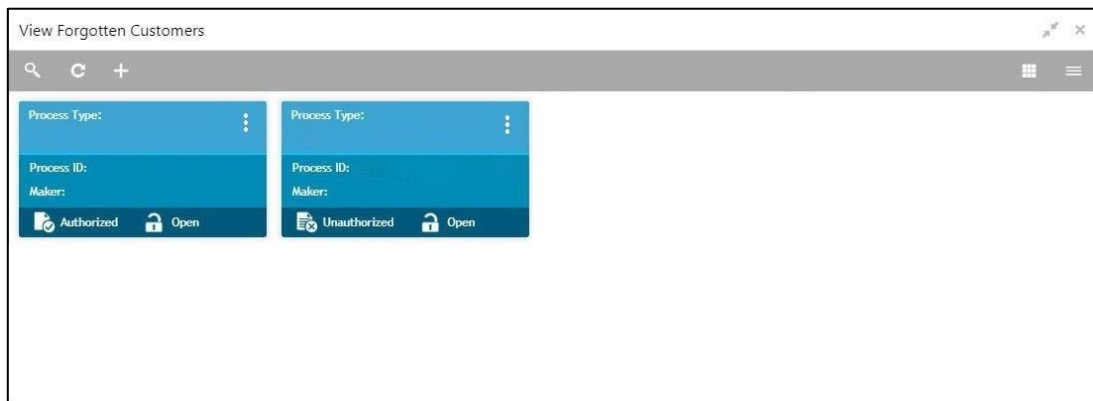 View Forgotten Customers
Process Type:
Process ID:
Maker:
Authorized Open
Process Type:
Process ID:
Maker:
Unauthorized Open